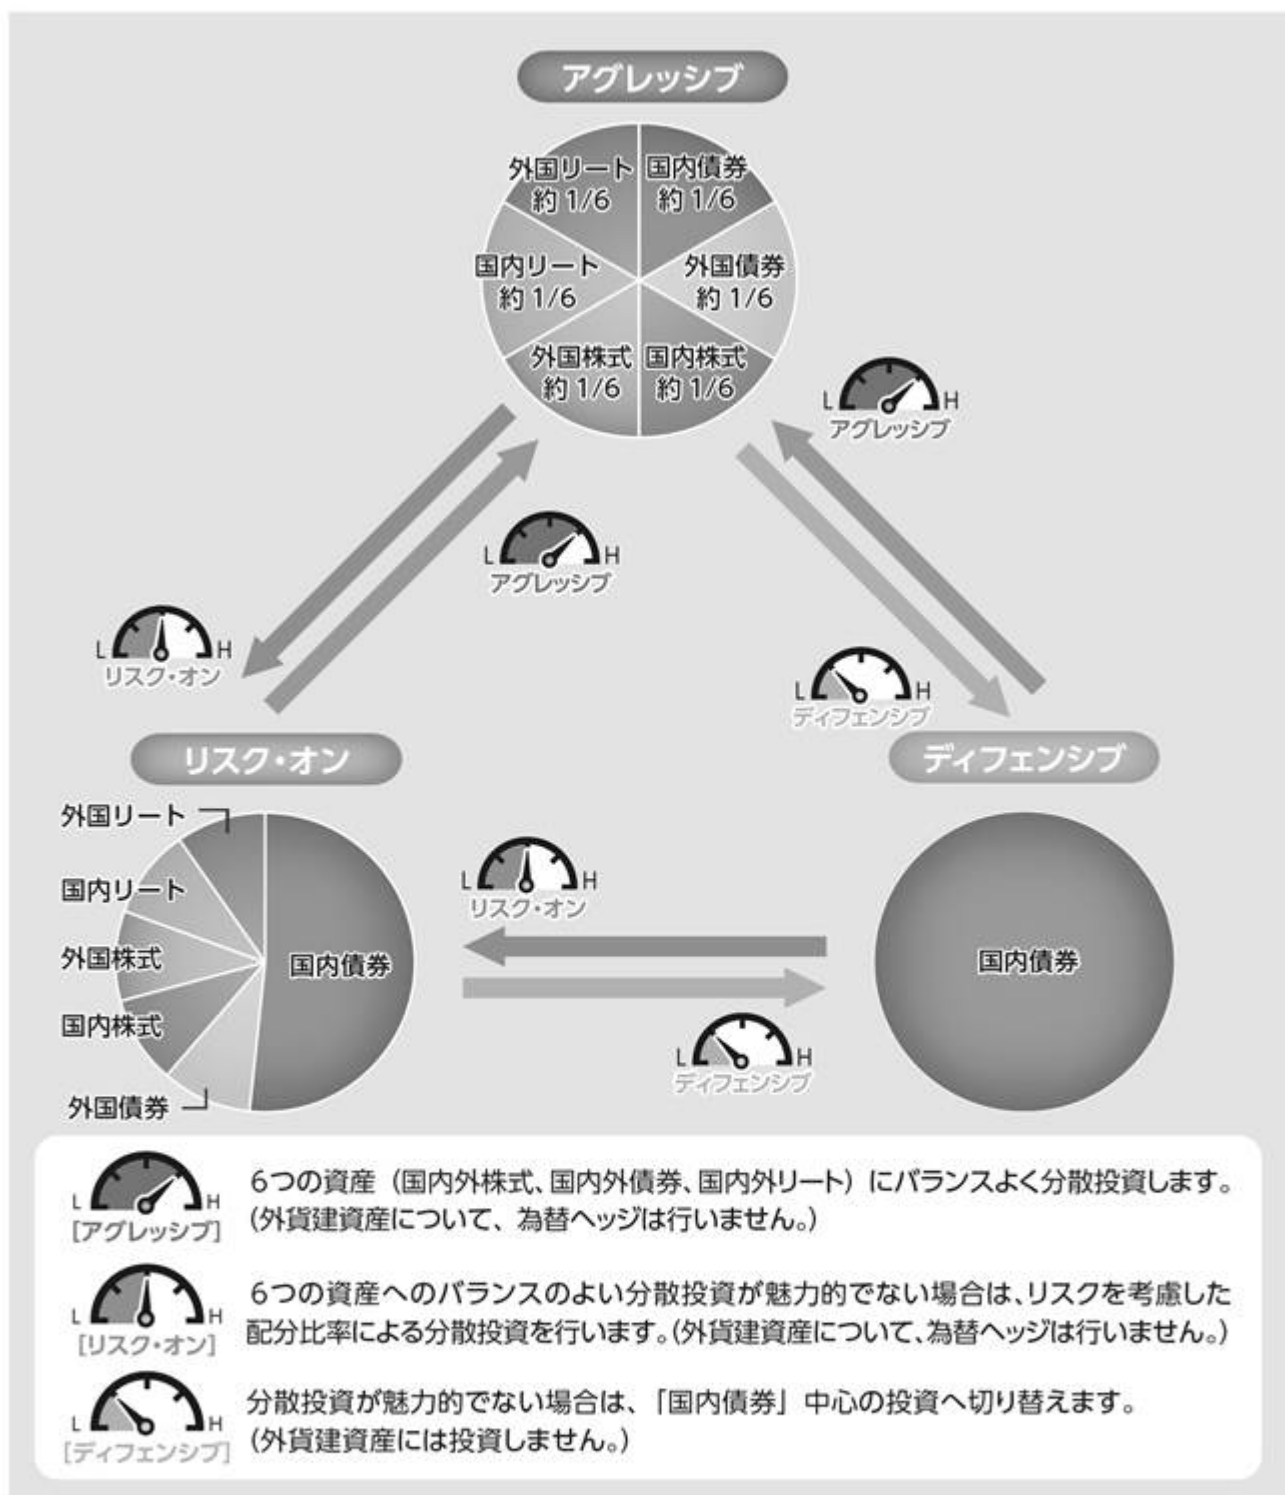 アグレッシブ
外国リート
約 1/6
国内債券
約 1/6
国内リート
約 1/6
外国債券
約 1/6
外国株式
約 1/6
国内株式
約 1/6
L H
アグレッシブ
L H
アグレッシブ
L H
リスク・オン
L H
ディフェンシブ
リスク・オン
ディフェンシブ
外国リート
国内リート
外国株式
国内株式
外国債券
国内債券
L H
リスク・オン
国内債券
L H
ディフェンシブ
L H
[アグレッシブ]
6つの資産（国内外株式、国内外債券、国内外リート）にバランスよく分散投資します。
（外貨建資産について、為替ヘッジは行いません。）
L H
[リスク・オン]
6つの資産へのバランスのよい分散投資が魅力的でない場合は、リスクを考慮した
配分比率による分散投資を行います。（外貨建資産について、為替ヘッジは行いません。）
L H
[ディフェンシブ]
分散投資が魅力的でない場合は、「国内債券」中心の投資へ切り替えます。
（外貨建資産には投資しません。）